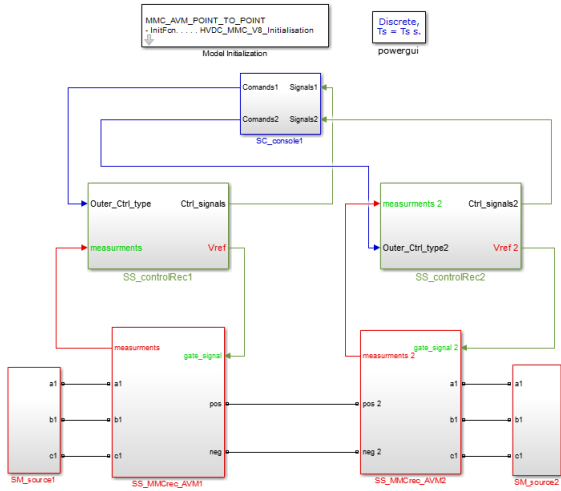 MMC_AVM_POINT_TO_POINT
- InitFcn. . . . . HVDC_MMC_V8_Initialisation
Model Initialization
Discrete,
Ts = Ts s.
powergui
Comands1 Signals1
Comands2 Signals2
SC_console1
Outer_Ctrl_type Ctrl_signals
measurments Vref
SS_controlRec1
measurments 2 Ctrl_signals2
Outer_Ctrl_type2 Vref 2
SS_controlRec2
measurments
gate_signal
a1 a1
b1 b1
c1 c1
pos
neg
SM_source1
SS_MMCrec_AVM1
gate_signal 2
measurments 2
pos 2
neg 2
a1 a1
b1 b1
c1 c1
SS_MMCrec_AVM2
SM_source2